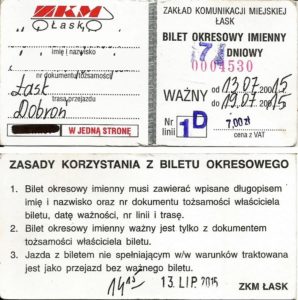 ZKM
ŁASK
imię i nazwisko
nr dokumentu tożsamości
Łask
trasa przejazdu
Dobroń
W JEDNĄ STRONĘ
ZAKŁAD KOMUNIKACJI MIEJSKIEJ
ŁASK
BILET OKRESOWY IMIENNY
7 DNIOWY
0004530
WAŻNY od 13.07.2015
do 19.07.2015
Nr linii 1D 7,00 zł
cena z VAT
ZASADY KORZYSTANIA Z BILETU OKRESOWEGO
1. Bilet okresowy imienny musi zawierać wpisane długopisem
imię i nazwisko oraz nr dokumentu tożsamości właściciela
biletu, datę ważności, nr linii i trasę.
2. Bilet okresowy imienny ważny jest tylko z dokumentem
tożsamości właściciela biletu.
3. Jazda z biletem nie spełniającym w/w warunków traktowana
jest jako przejazd bez ważnego biletu.
14 15 13 LIP. 2015 ZKM ŁASK